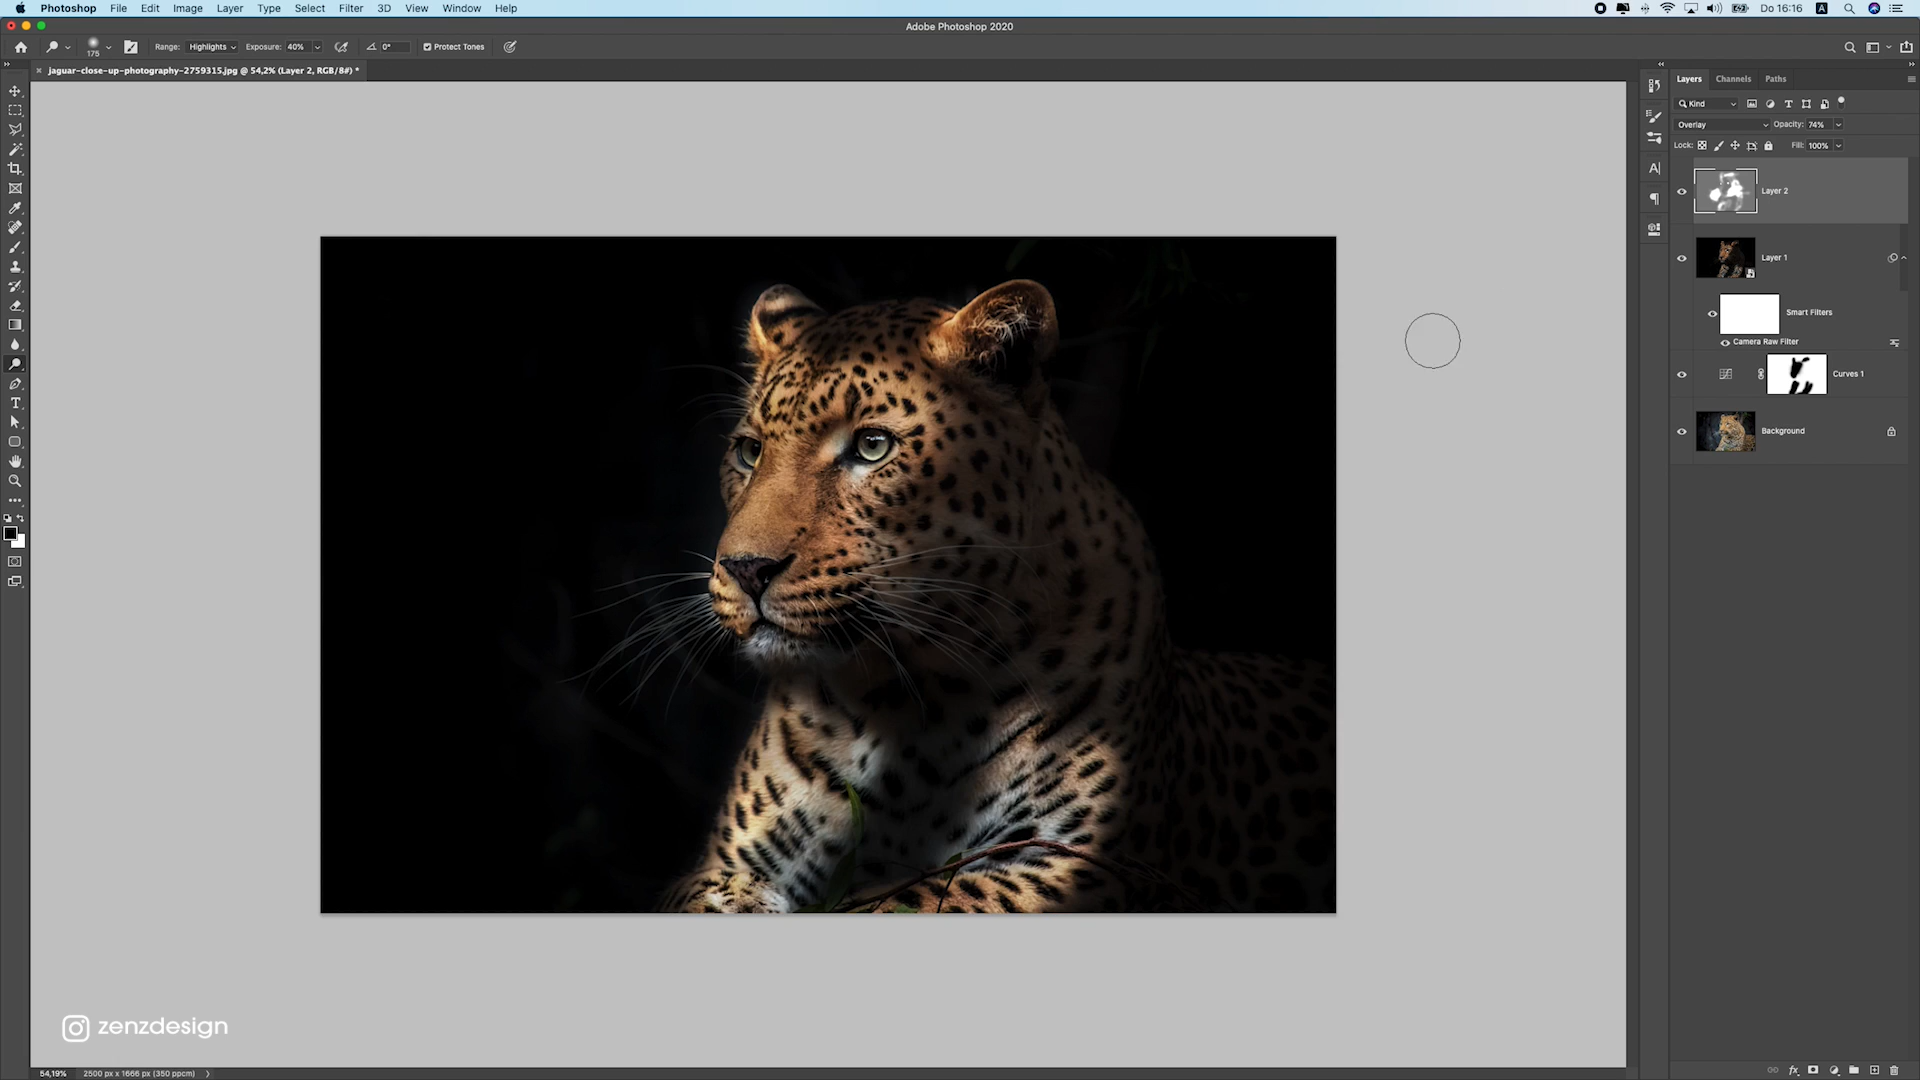 Photoshop File Edit Image Layer Type Select Filter 3D View Window Help
Do 16:16 A
Adobe Photoshop 2020
175 Range: Highlights Exposure: 40% 0° Protect Tones
× jaguar-close-up-photography-2759315.jpg @ 54,2% (Layer 2, RGB/8#) *
Layers Channels Paths
Kind
Overlay Opacity: 74%
Lock: Fill: 100%
Layer 2
Layer 1
Smart Filters
Camera Raw Filter
Curves 1
Background
zenzdesign
54,19% 2500 px x 1666 px (350 ppcm)